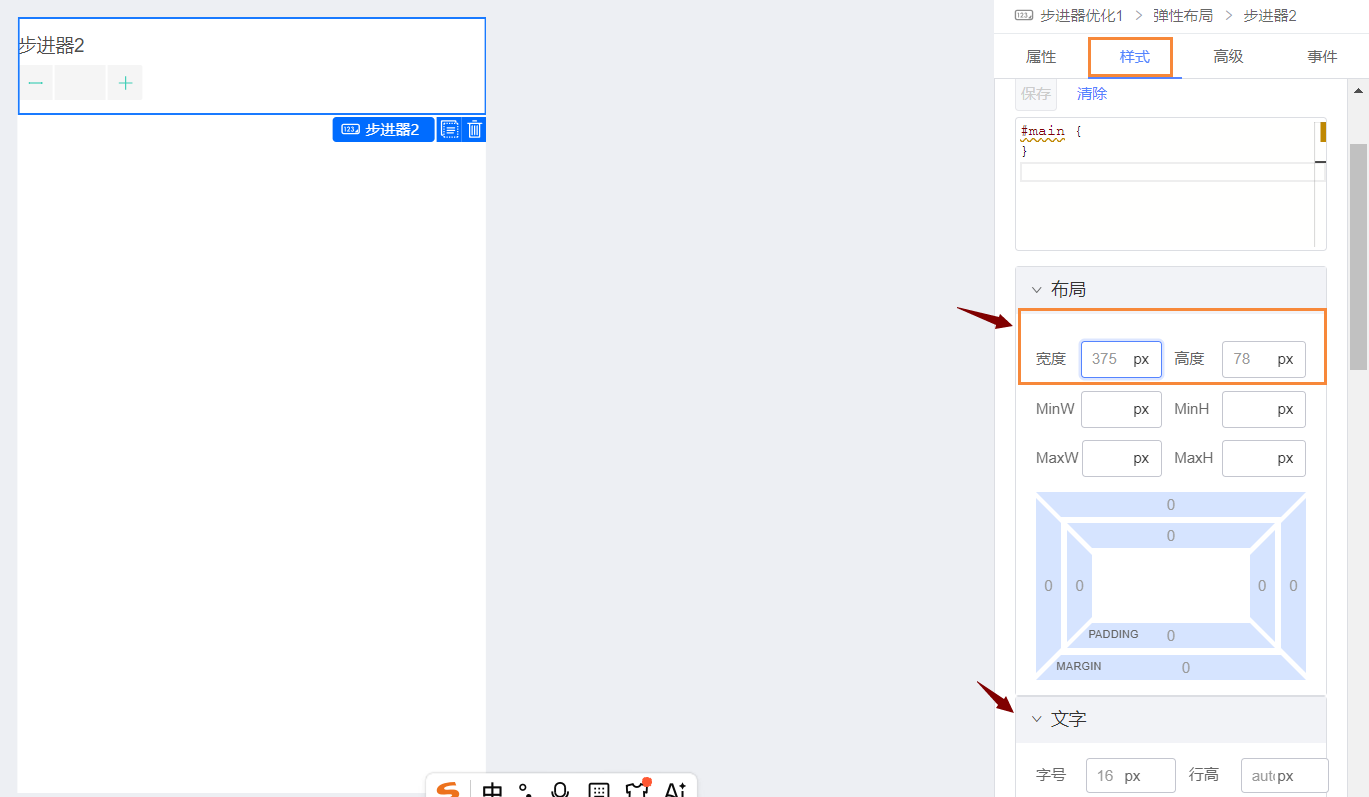 步进器优化1 > 弹性布局 > 步进器2
属性 样式 高级 事件
步进器2
保存 清除
#main {
}
步进器2
布局
宽度 375 px 高度 78 px
MinW px MinH px
MaxW px MaxH px
0
0
0 0 0 0
PADDING 0
MARGIN 0
文字
字号 16 px 行高 px
中